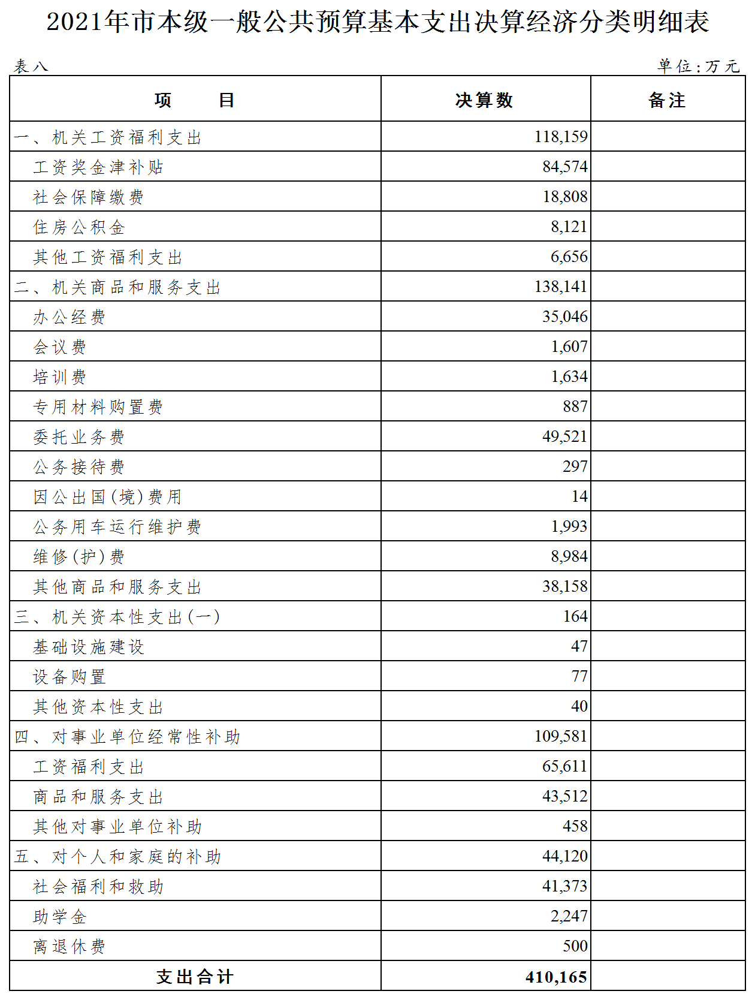 2021年市本级一般公共预算基本支出决算经济分类明细表
表八 单位:万元
项 目 决算数 备注
一、机关工资福利支出 118,159
工资奖金津补贴 84,574
社会保障缴费 18,808
住房公积金 8,121
其他工资福利支出 6,656
二、机关商品和服务支出 138,141
办公经费 35,046
会议费 1,607
培训费 1,634
专用材料购置费 887
委托业务费 49,521
公务接待费 297
因公出国(境)费用 14
公务用车运行维护费 1,993
维修(护)费 8,984
其他商品和服务支出 38,158
三、机关资本性支出(一) 164
基础设施建设 47
设备购置 77
其他资本性支出 40
四、对事业单位经常性补助 109,581
工资福利支出 65,611
商品和服务支出 43,512
其他对事业单位补助 458
五、对个人和家庭的补助 44,120
社会福利和救助 41,373
助学金 2,247
离退休费 500
支出合计 410,165